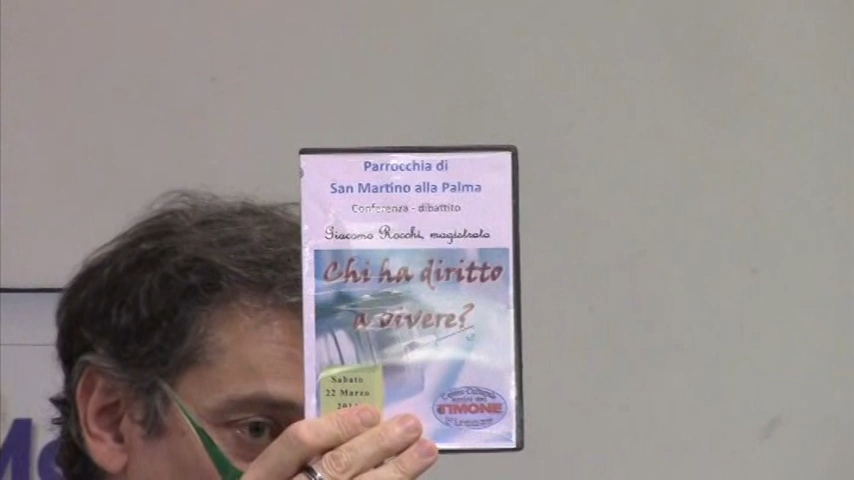 Parrocchia di
San Martino alla Palma
Conferenza - dibattito
Giacomo Rocchi, magistrato
Chi ha diritto
a vivere?
Sabato
22 Marzo
SIMONE